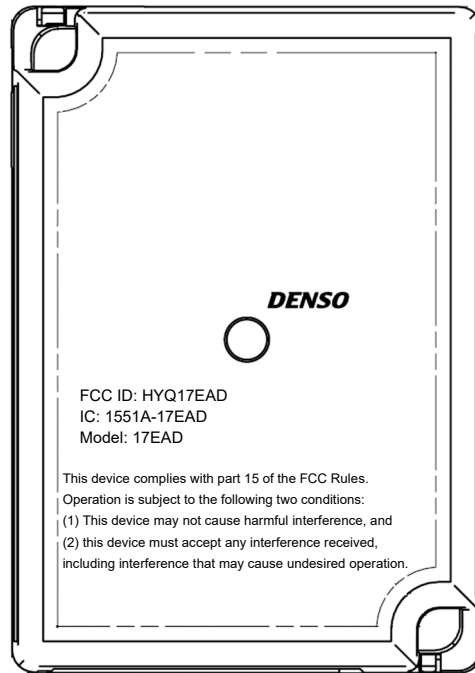 DENSO
FCC ID: HYQ17EAD
IC: 1551A-17EAD
Model: 17EAD
This device complies with part 15 of the FCC Rules.
Operation is subject to the following two conditions:
(1) This device may not cause harmful interference, and
(2) this device must accept any interference received,
including interference that may cause undesired operation.